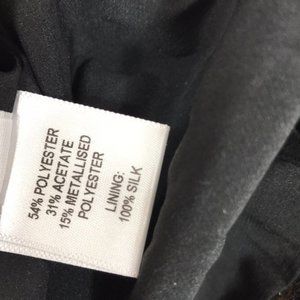 54% POLYESTER
31% ACETATE
15% METALLISED
POLYESTER
LINING:
100% SILK